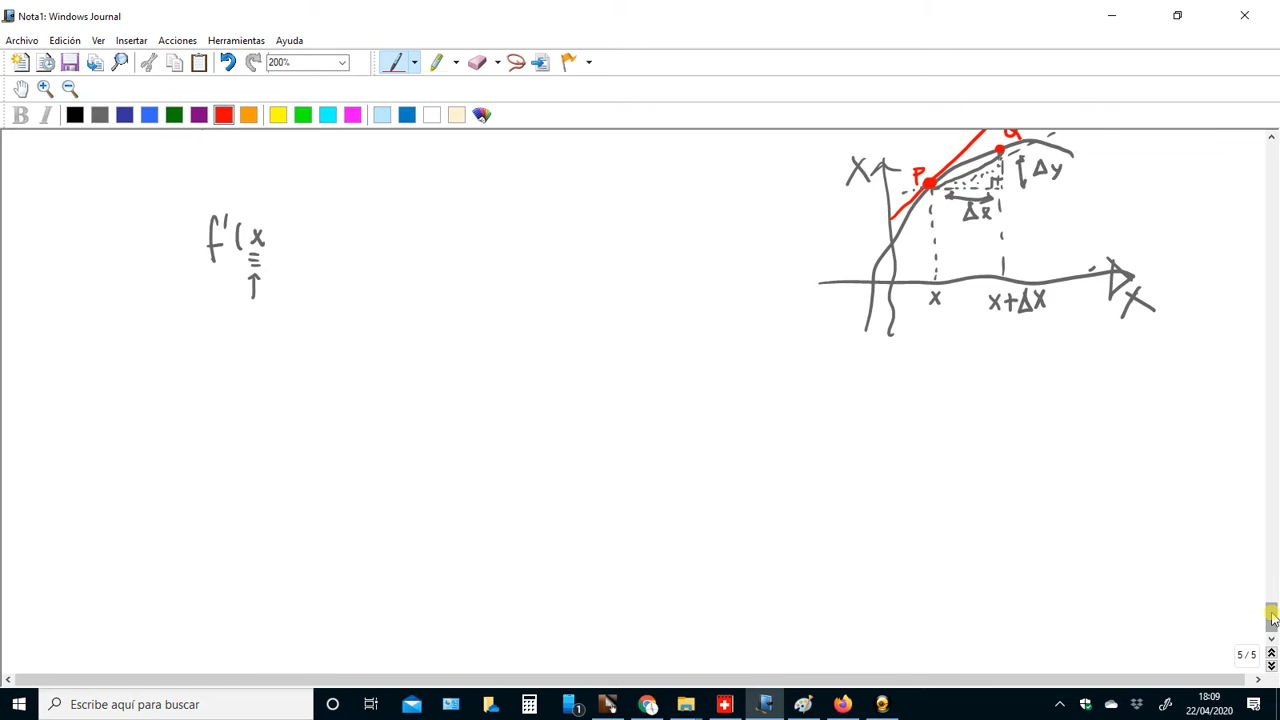 Nota1: Windows Journal
Archivo Edición Ver Insertar Acciones Herramientas Ayuda
200%
B I
X P Q Δy
Δx
f'(x
x x+Δx X
5 / 5
Escribe aquí para buscar
1
18:09
22/04/2020